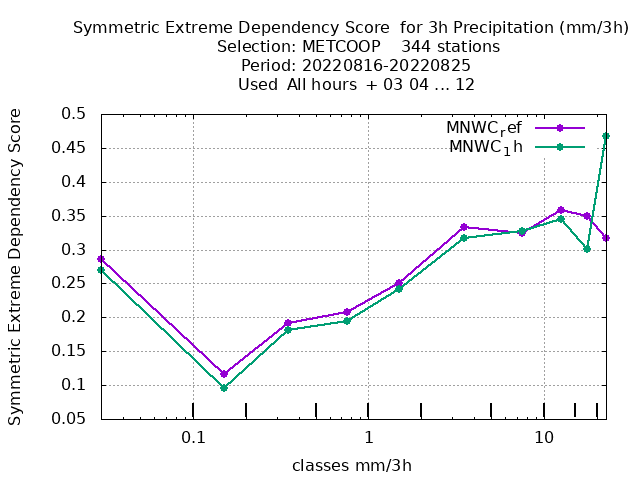 Symmetric Extreme Dependency Score  for 3h Precipitation (mm/3h)
Selection: METCOOP    344 stations
Period: 20220816-20220825
Used  All hours  + 03 04 ... 12
Symmetric Extreme Dependency Score
0.5
0.45
0.4
0.35
0.3
0.25
0.2
0.15
0.1
0.05
MNWC_ref
MNWC_1h
0.1
1
10
classes mm/3h